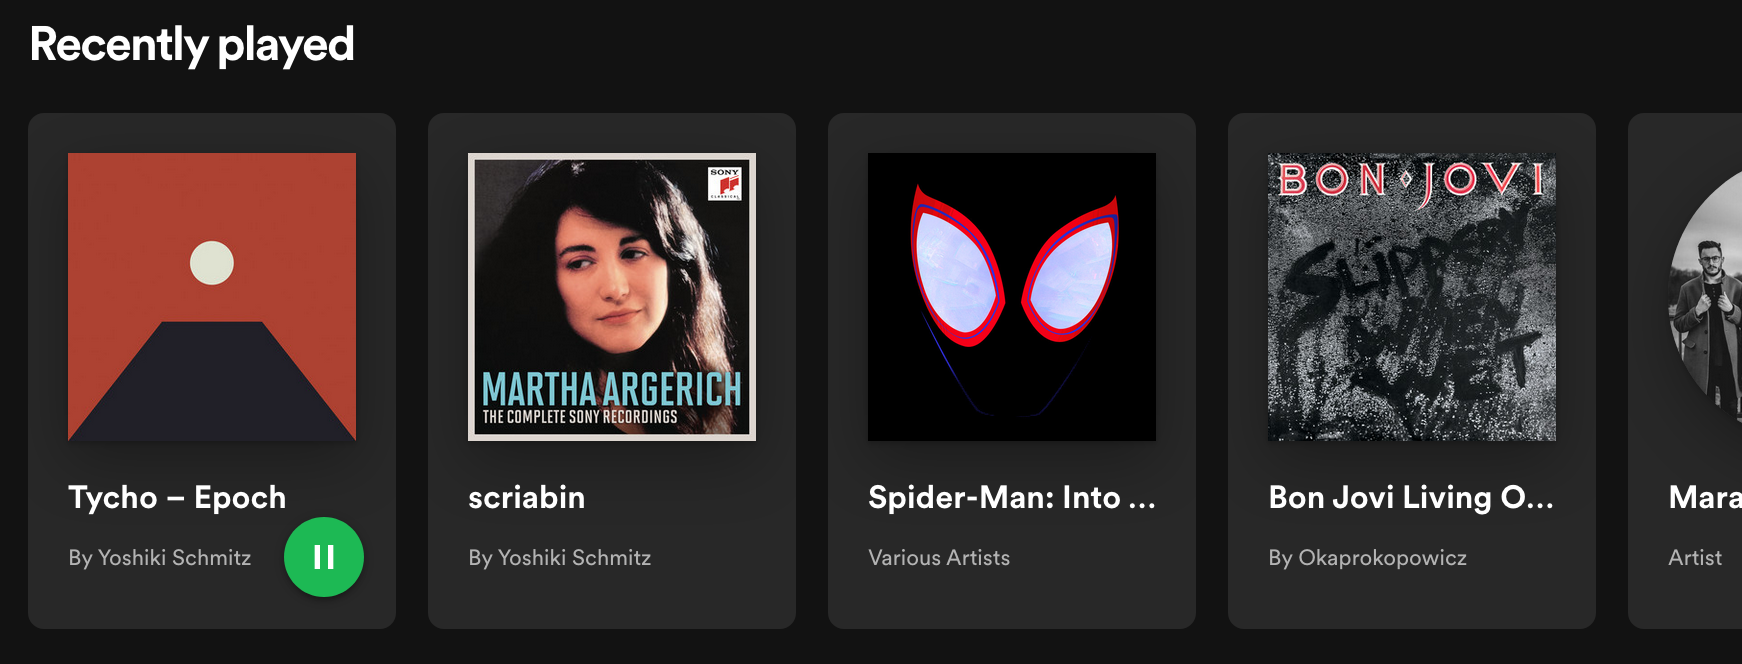 Recently played
SONY
CLASSICAL
MARTHA ARGERICH
THE COMPLETE SONY RECORDINGS
BON JOVI
SLIPPERY
WHEN
WET
Tycho – Epoch
scriabin
Spider-Man: Into ...
Bon Jovi Living O...
Mara
By Yoshiki Schmitz
By Yoshiki Schmitz
Various Artists
By Okaprokopowicz
Artist